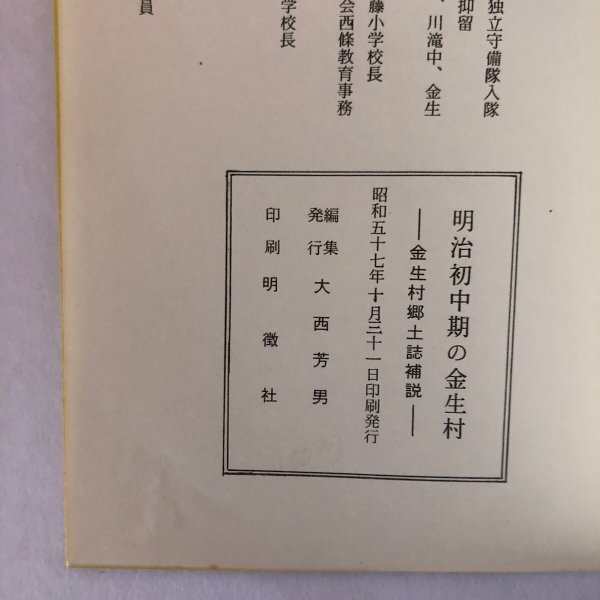 独立守備隊入隊
抑留
、川滝中、金生
藤小学校長
会西條教育事務
学校長
員
明治初中期の金生村
―金生村郷土誌補説―
昭和五十七年十月三十一日印刷発行
編集
発行 大西芳男
印刷 明徴社